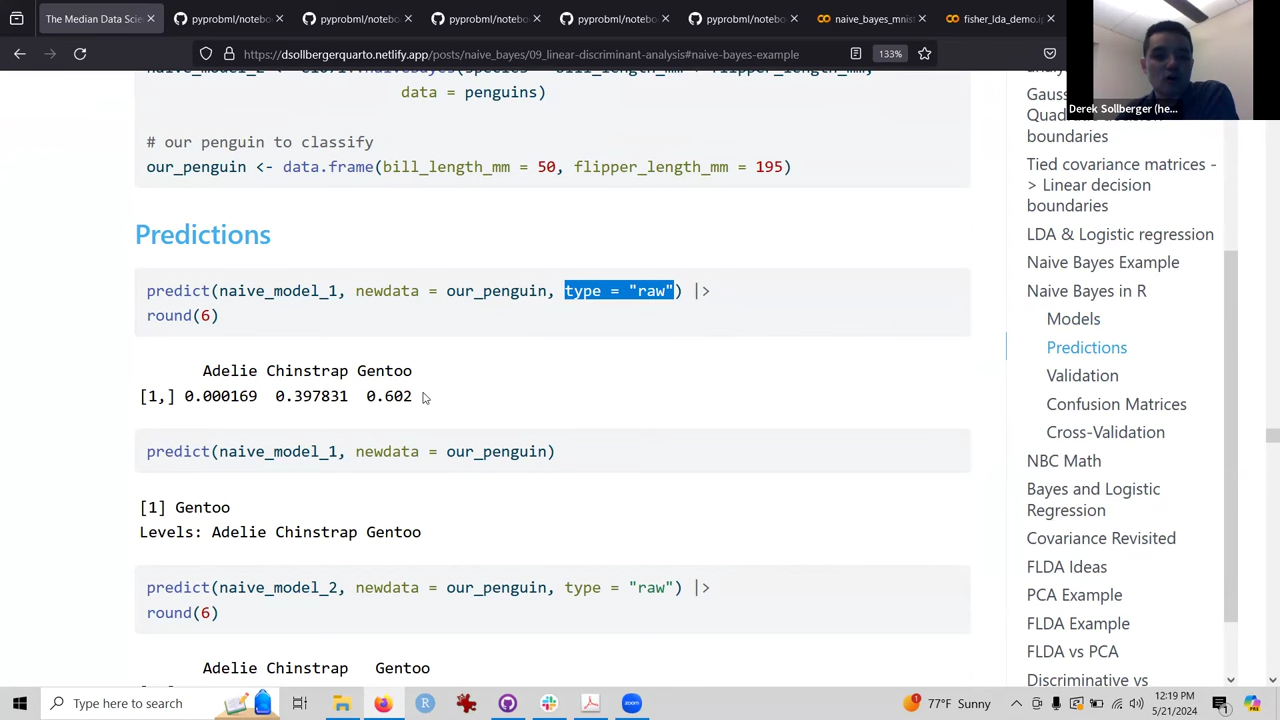 The Median Data Scienc
pyprobml/notebo
pyprobml/notebo
pyprobml/notebo
pyprobml/notebo
pyprobml/notebo
naive_bayes_mnist
fisher_lda_demo.ip
https://dsollbergerquarto.netlify.app/posts/naive_bayes/09_linear-discriminant-analysis#naive-bayes-example
133%
Derek Sollberger (he...
data = penguins)
# our penguin to classify
our_penguin <- data.frame(bill_length_mm = 50, flipper_length_mm = 195)
Predictions
predict(naive_model_1, newdata = our_penguin, type = "raw") |>
round(6)
Adelie Chinstrap Gentoo
[1,] 0.000169 0.397831 0.602
predict(naive_model_1, newdata = our_penguin)
[1] Gentoo
Levels: Adelie Chinstrap Gentoo
predict(naive_model_2, newdata = our_penguin, type = "raw") |>
round(6)
Adelie Chinstrap Gentoo
Quadratic decision
boundaries
Tied covariance matrices -
> Linear decision
boundaries
LDA & Logistic regression
Naive Bayes Example
Naive Bayes in R
Models
Predictions
Validation
Confusion Matrices
Cross-Validation
NBC Math
Bayes and Logistic
Regression
Covariance Revisited
FLDA Ideas
PCA Example
FLDA Example
FLDA vs PCA
Discriminative vs
Type here to search
77°F Sunny
12:19 PM
5/21/2024